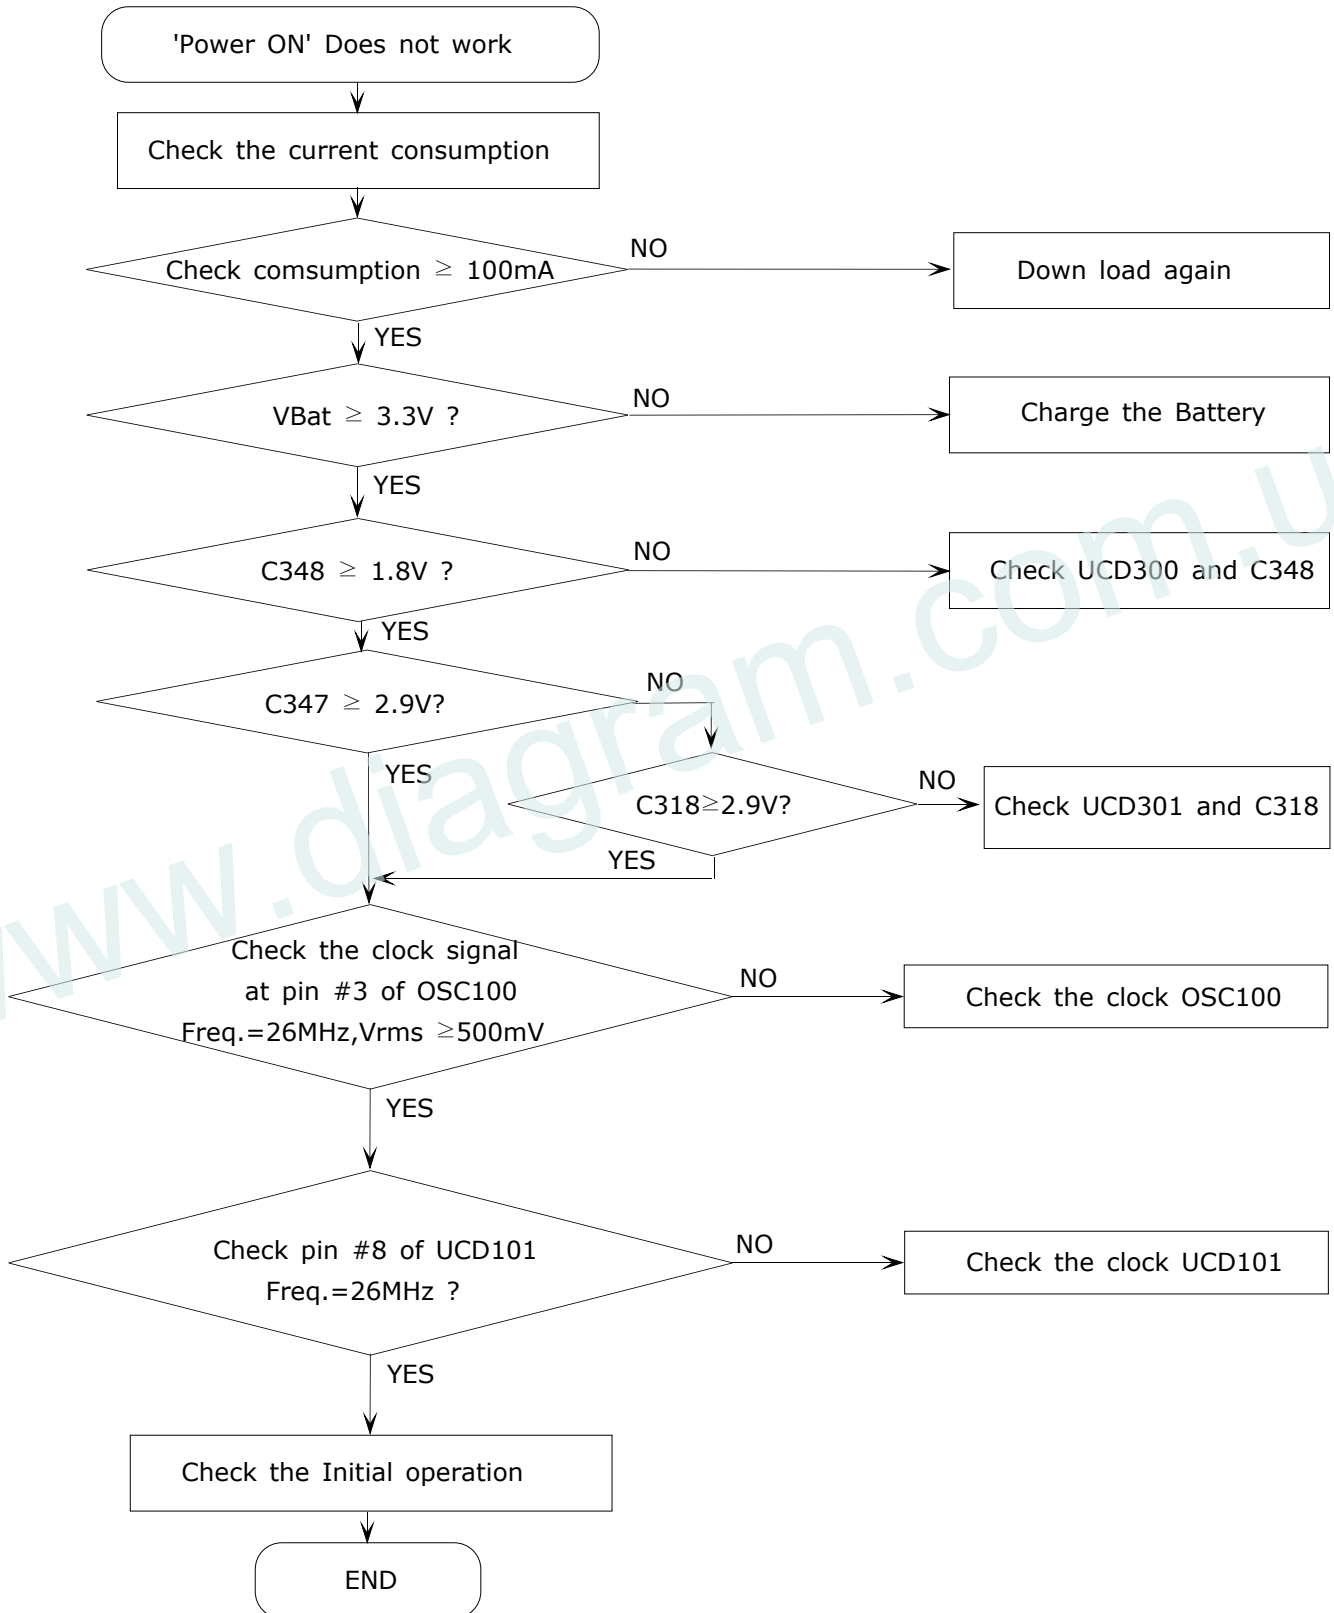 'Power ON' Does not work
Check the current consumption
Check comsumption ≥ 100mA
NO
Down load again
YES
VBat ≥ 3.3V ?
NO
Charge the Battery
YES
C348 ≥ 1.8V ?
NO
Check UCD300 and C348
YES
C347 ≥ 2.9V?
NO
YES
C318≥2.9V?
NO
Check UCD301 and C318
YES
Check the clock signal
at pin #3 of OSC100
Freq.=26MHz,Vrms ≥500mV
NO
Check the clock OSC100
YES
Check pin #8 of UCD101
Freq.=26MHz ?
NO
Check the clock UCD101
YES
Check the Initial operation
END
www.diagram.com.u